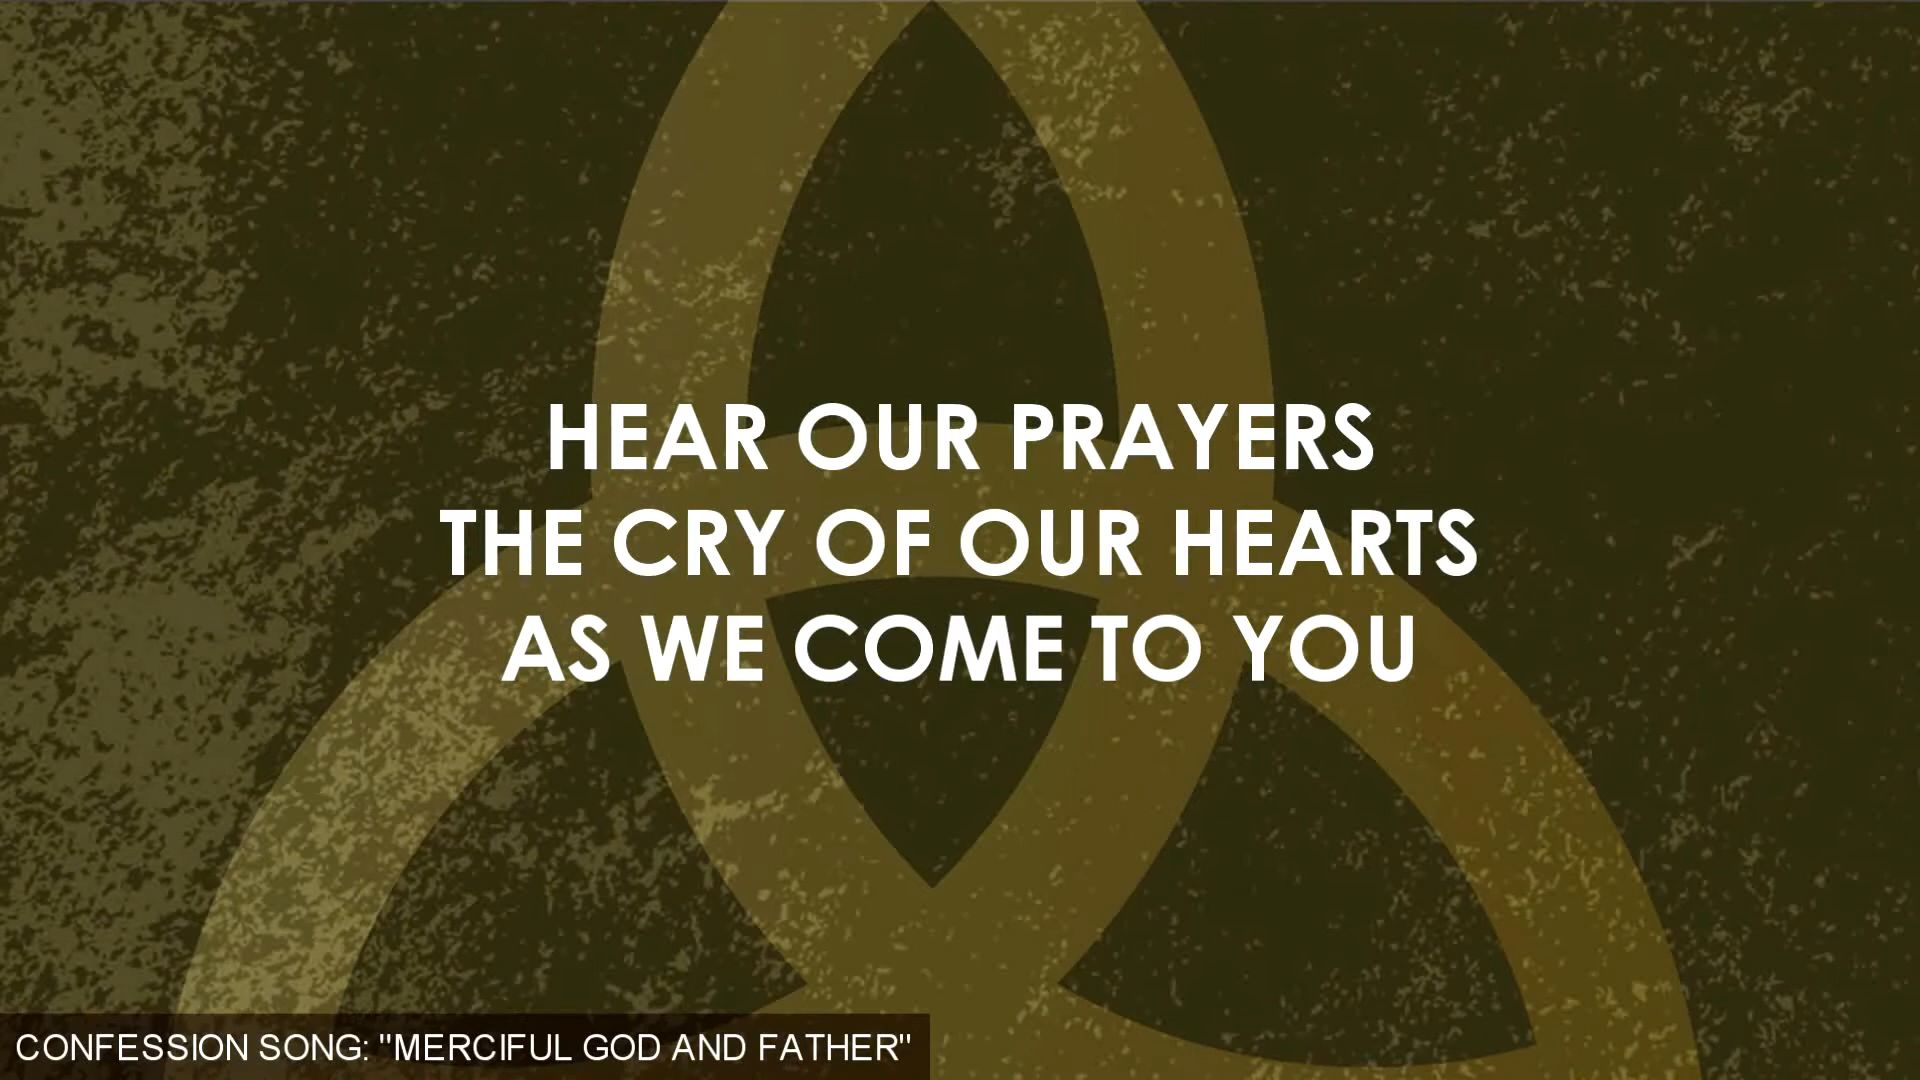 HEAR OUR PRAYERS
THE CRY OF OUR HEARTS
AS WE COME TO YOU
CONFESSION SONG: "MERCIFUL GOD AND FATHER"